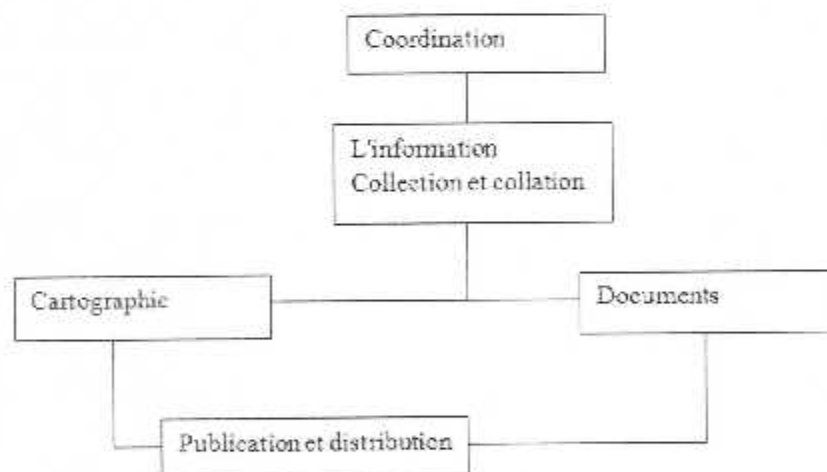 Coordination
L'information
Collection et collation
Cartographie
Documents
Publication et distribution